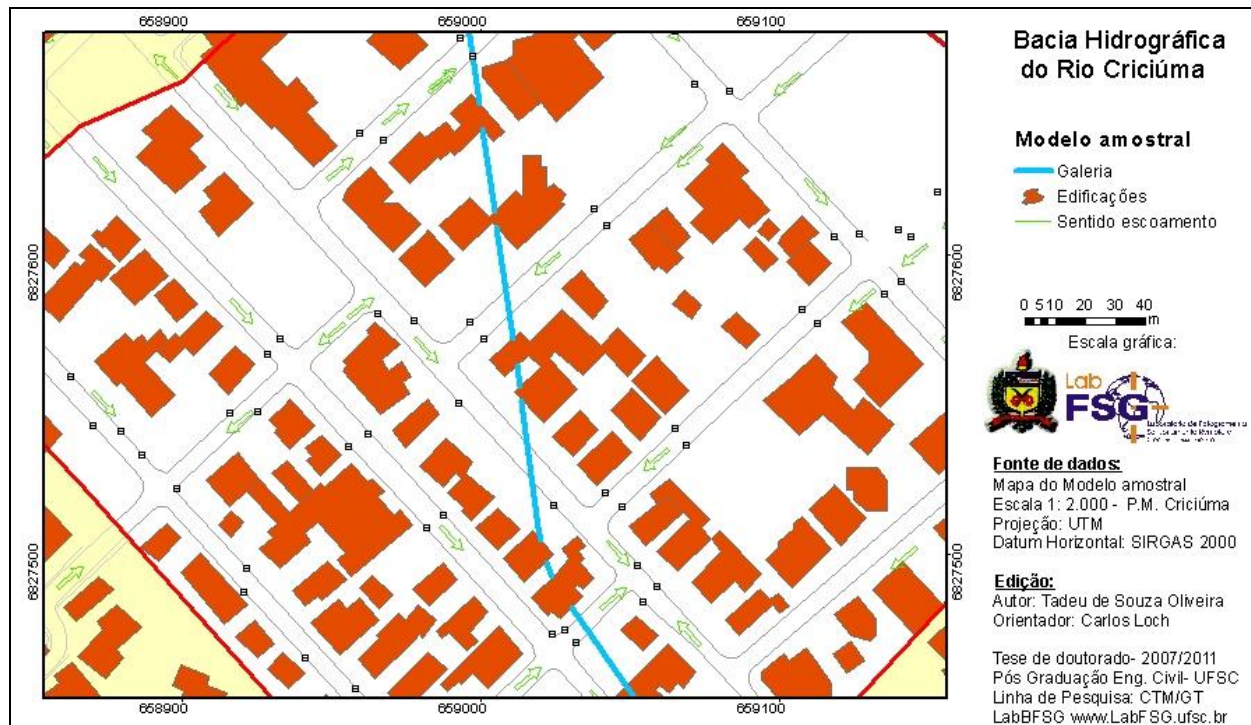 658900 659000 659100
6827600
6827500
658900 659000 659100
6827600
6827500
Bacia Hidrográfica
do Rio Criciúma
Modelo amostral
Galeria
Edificações
Sentido escoamento
0 5 10 20 30 40
m
Escala gráfica:
Lab
FSG
Fonte de dados:
Mapa do Modelo amostral
Escala 1: 2.000 - P.M. Criciúma
Projeção: UTM
Datum Horizontal: SIRGAS 2000
Edição:
Autor: Tadeu de Souza Oliveira
Orientador: Carlos Loch
Tese de doutorado- 2007/2011
Pós Graduação Eng. Civil- UFSC
Linha de Pesquisa: CTM/GT
LabBFSG www.LabFSG.ufsc.br